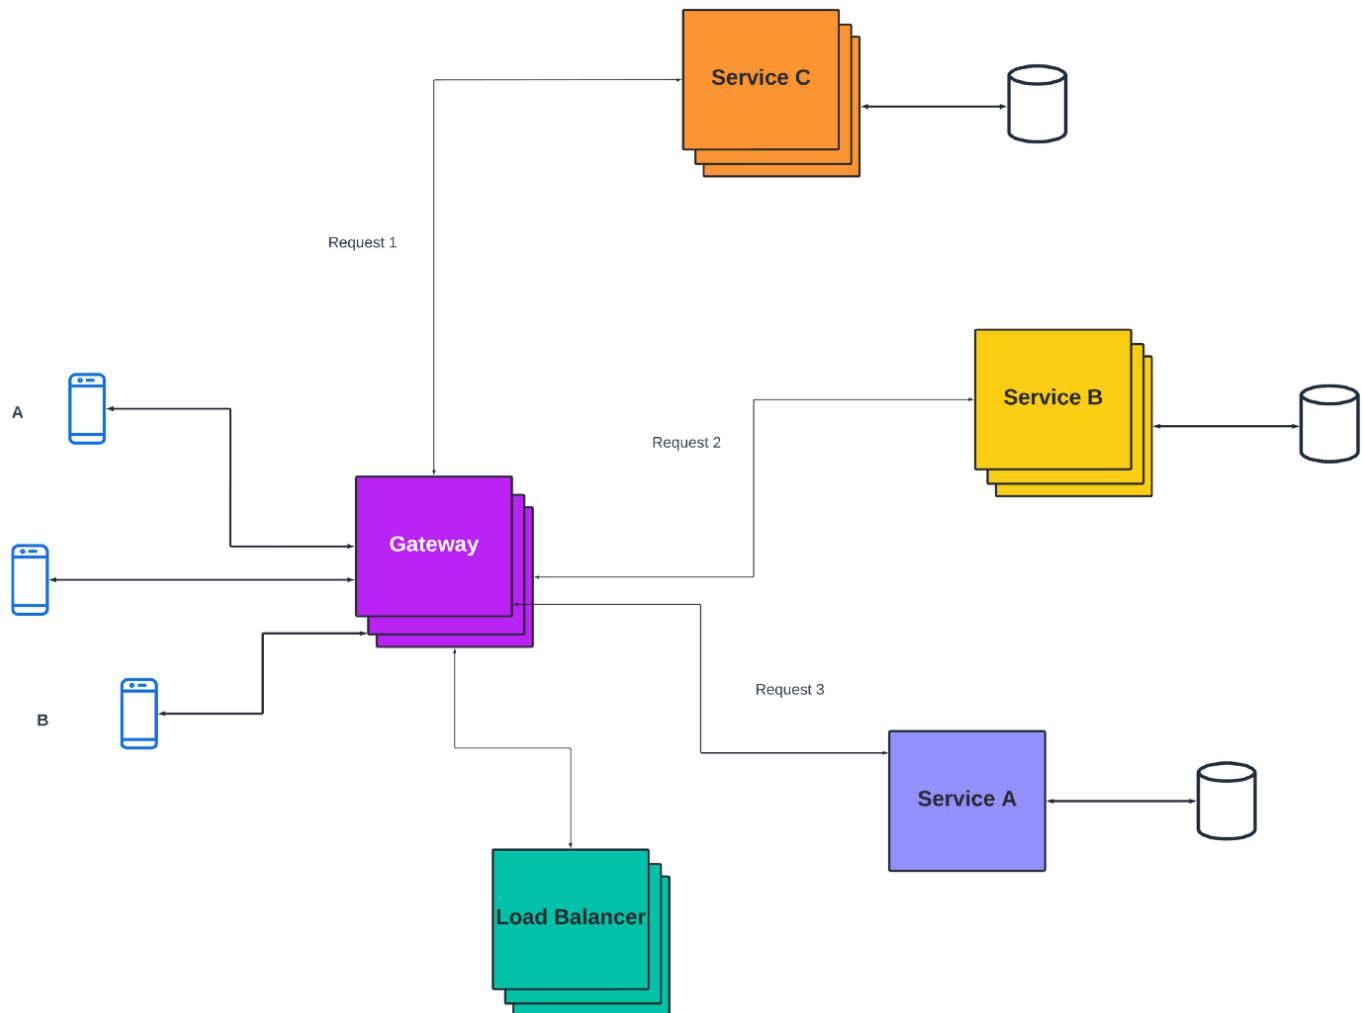 Service C
Request 1
Service B
A
Request 2
Gateway
Request 3
B
Service A
Load Balancer